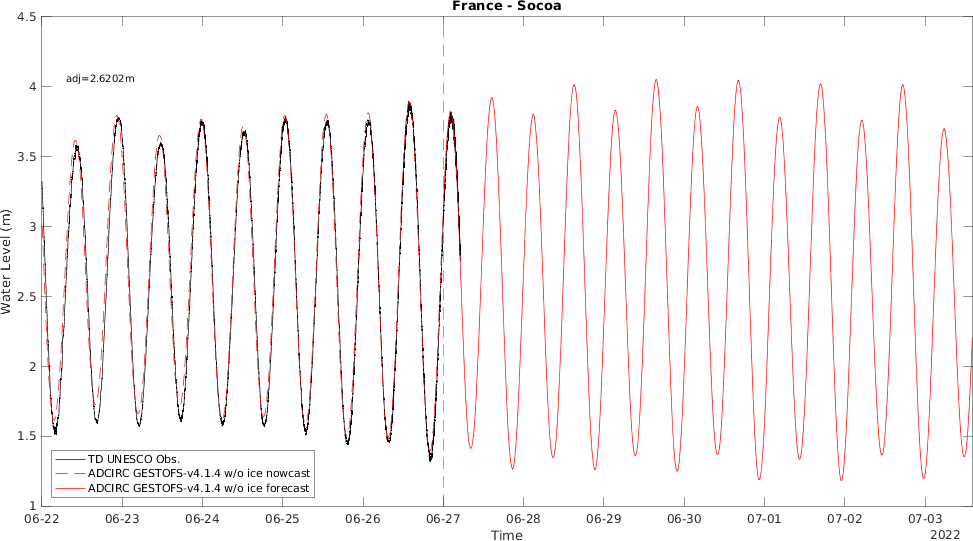 France - Socoa
4.5
4
3.5
3
2.5
2
1.5
1
Water Level (m)
adj=2.6202m
TD UNESCO Obs.
ADCIRC GESTOFS-v4.1.4 w/o ice nowcast
ADCIRC GESTOFS-v4.1.4 w/o ice forecast
06-22 06-23 06-24 06-25 06-26 06-27 06-28 06-29 06-30 07-01 07-02 07-03
Time
2022